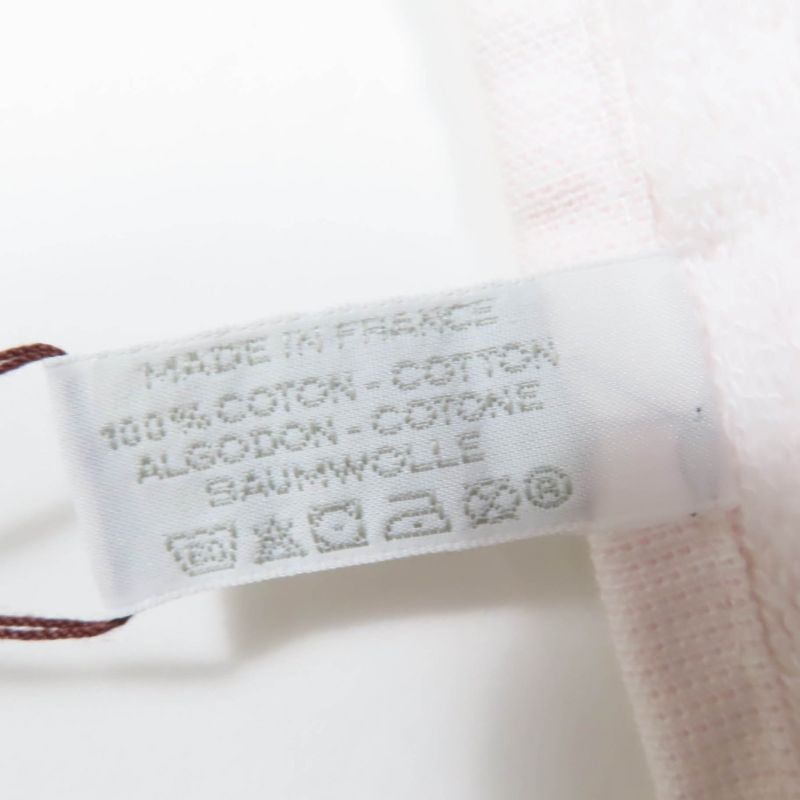 MADE IN FRANCE
100% COTON - COTTON
ALGODON - COTONE
BAUMWOLLE
®